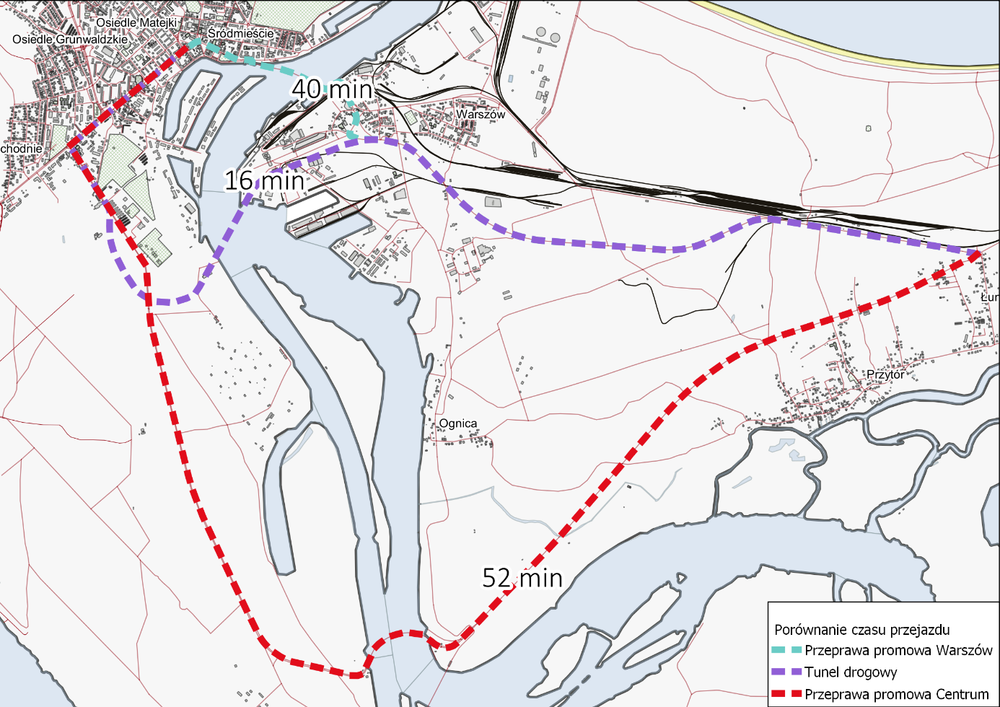 Osiedle Matejki
Śródmieście
Osiedle Grunwaldzkie
40 min
Warszów
chodnie
16 min
Łun
Przytór
Ognica
52 min
Porównanie czasu przejazdu
Przeprawa promowa Warszów
Tunel drogowy
Przeprawa promowa Centrum